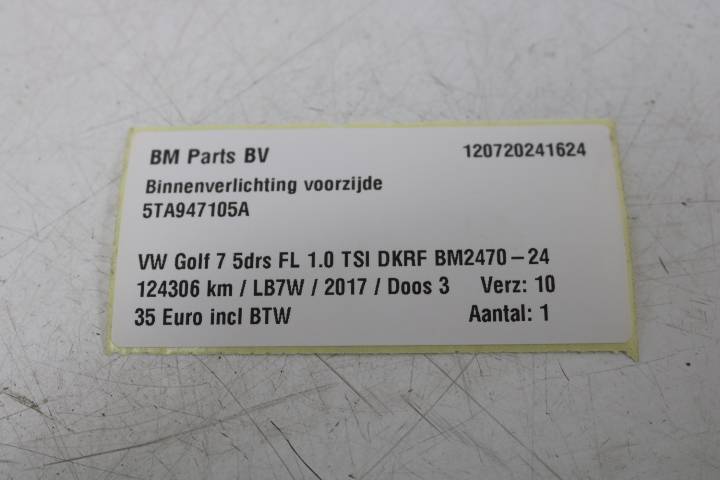 BM Parts BV 120720241624
Binnenverlichting voorzijde
5TA947105A
VW Golf 7 5drs FL 1.0 TSI DKRF BM2470-24
124306 km / LB7W / 2017 / Doos 3 Verz: 10
35 Euro incl BTW Aantal: 1